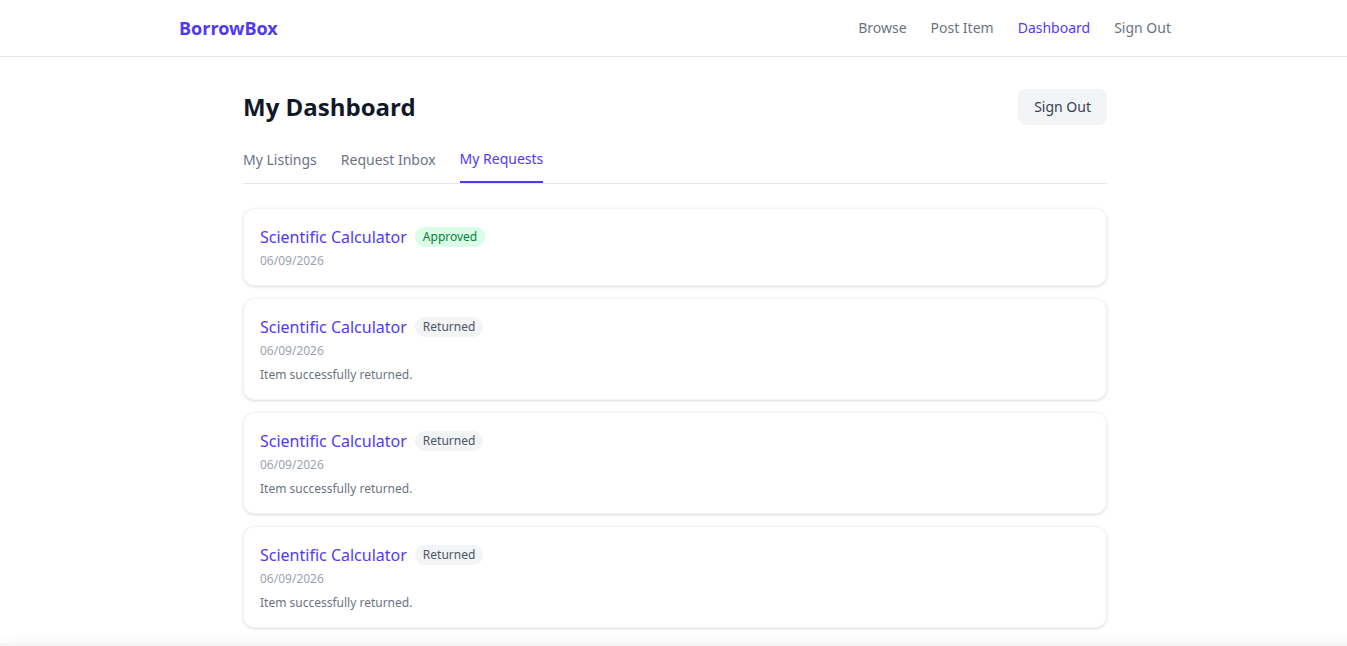 BorrowBox Browse Post Item Dashboard Sign Out
My Dashboard Sign Out
My Listings Request Inbox My Requests
Scientific Calculator Approved
06/09/2026
Scientific Calculator Returned
06/09/2026
Item successfully returned.
Scientific Calculator Returned
06/09/2026
Item successfully returned.
Scientific Calculator Returned
06/09/2026
Item successfully returned.